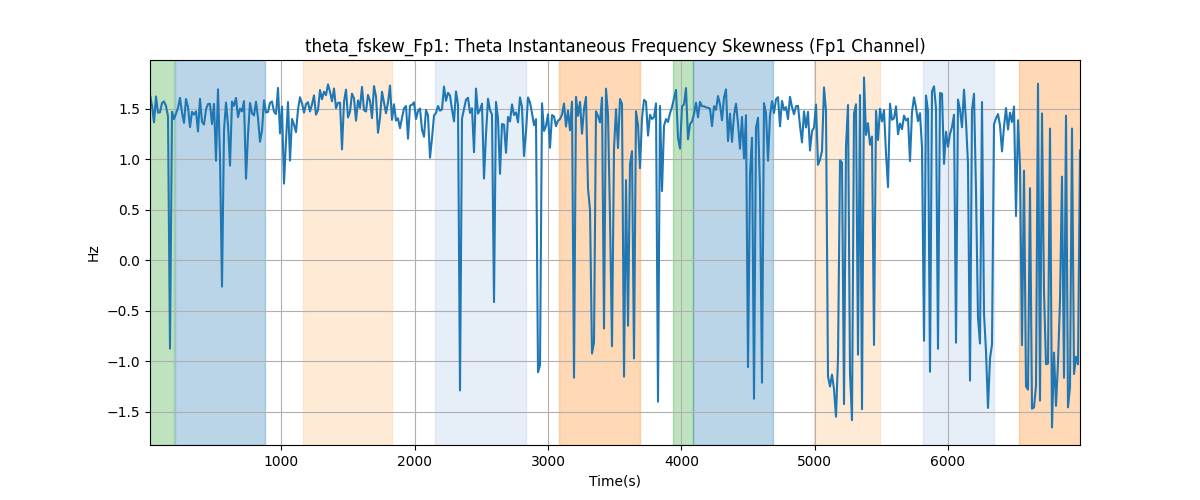 theta_fskew_Fp1: Theta Instantaneous Frequency Skewness (Fp1 Channel)
1.5
1.0
0.5
0.0
−0.5
−1.0
−1.5
Hz
1000 2000 3000 4000 5000 6000
Time(s)